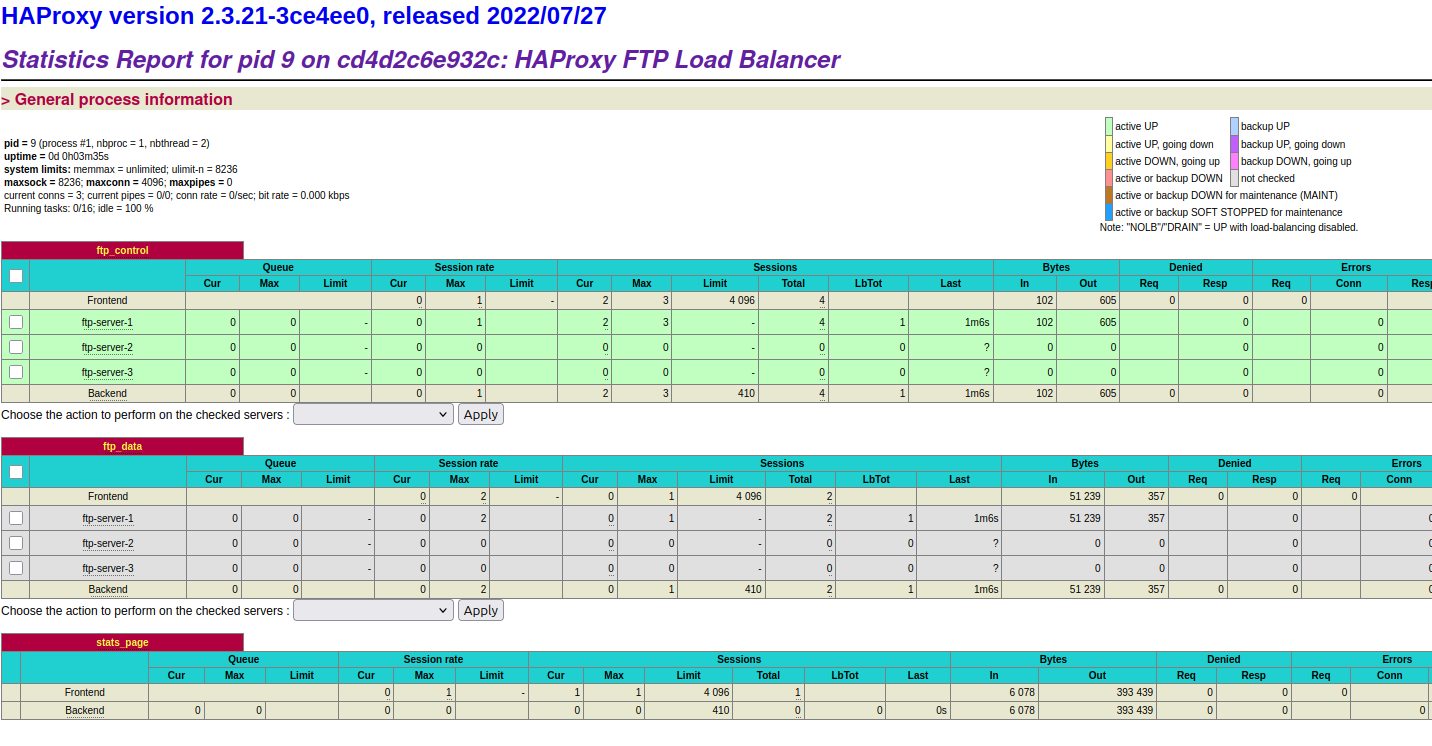 HAProxy version 2.3.21-3ce4ee0, released 2022/07/27
Statistics Report for pid 9 on cd4d2c6e932c: HAProxy FTP Load Balancer
> General process information
pid = 9 (process #1, nbproc = 1, nbthread = 2)
uptime = 0d 0h03m35s
system limits: memmax = unlimited; ulimit-n = 8236
maxsock = 8236; maxconn = 4096; maxpipes = 0
current conns = 3; current pipes = 0/0; conn rate = 0/sec; bit rate = 0.000 kbps
Running tasks: 0/16; idle = 100 %
active UP backup UP
active UP, going down backup UP, going down
active DOWN, going up backup DOWN, going up
active or backup DOWN not checked
active or backup DOWN for maintenance (MAINT)
active or backup SOFT STOPPED for maintenance
Note: "NOLB"/"DRAIN" = UP with load-balancing disabled.
ftp_control
Queue Session rate Sessions Bytes Denied Errors
Cur Max Limit Cur Max Limit Cur Max Limit Total LbTot Last In Out Req Resp Req Conn Resp
Frontend 0 1 - 2 3 4 096 4 102 605 0 0 0
ftp-server-1 0 0 - 0 1 2 3 - 4 1 1m6s 102 605 0 0
ftp-server-2 0 0 - 0 0 0 0 - 0 0 ? 0 0 0 0
ftp-server-3 0 0 - 0 0 0 0 - 0 0 ? 0 0 0 0
Backend 0 0 0 1 2 3 410 4 1 1m6s 102 605 0 0 0
Choose the action to perform on the checked servers : Apply
ftp_data
Queue Session rate Sessions Bytes Denied Errors
Cur Max Limit Cur Max Limit Cur Max Limit Total LbTot Last In Out Req Resp Req Conn
Frontend 0 2 - 0 1 4 096 2 51 239 357 0 0 0
ftp-server-1 0 0 - 0 2 0 1 - 2 1 1m6s 51 239 357 0 0
ftp-server-2 0 0 - 0 0 0 0 - 0 0 ? 0 0 0 0
ftp-server-3 0 0 - 0 0 0 0 - 0 0 ? 0 0 0 0
Backend 0 0 0 2 0 1 410 2 1 1m6s 51 239 357 0 0 0
Choose the action to perform on the checked servers : Apply
stats_page
Queue Session rate Sessions Bytes Denied Errors
Cur Max Limit Cur Max Limit Cur Max Limit Total LbTot Last In Out Req Resp Req Conn
Frontend 0 1 - 1 1 4 096 1 6 078 393 439 0 0 0
Backend 0 0 0 0 0 0 410 0 0 0s 6 078 393 439 0 0 0